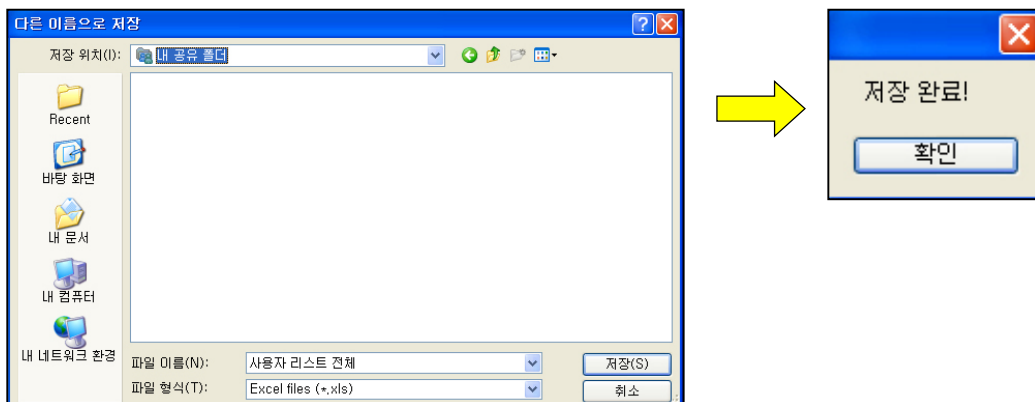 다른 이름으로 저장
저장 위치(I): 내 공유 폴더
Recent
바탕 화면
내 문서
내 컴퓨터
내 네트워크 환경
파일 이름(N): 사용자 리스트 전체 저장(S)
파일 형식(T): Excel files (*.xls) 취소
저장 완료!
확인